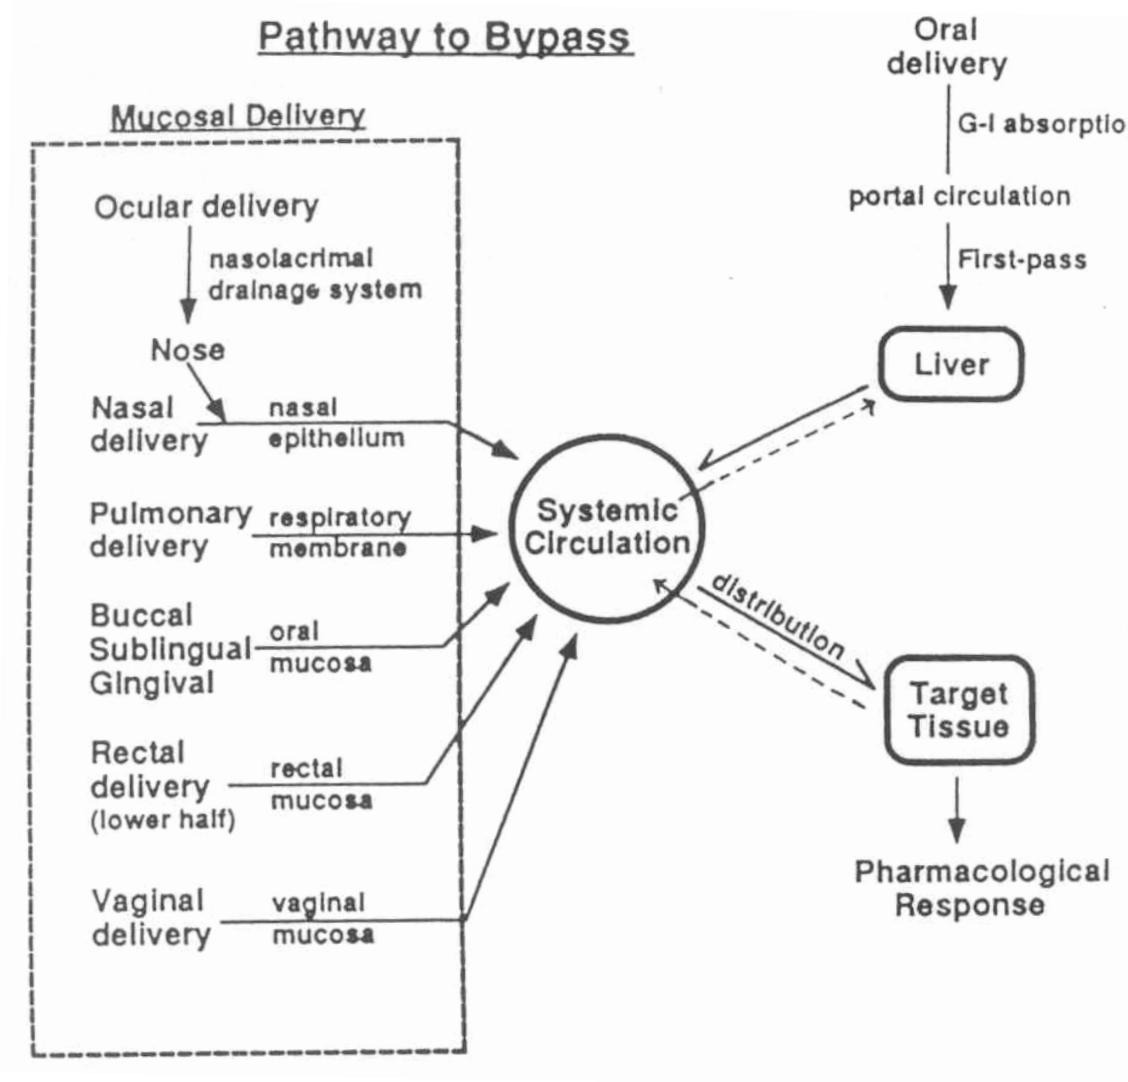 Pathway to Bypass
Mucosal Delivery
Ocular delivery
nasolacrimal
drainage system
Nose
Nasal
delivery
nasal
epithelium
Pulmonary
delivery
respiratory
membrane
Buccal
Sublingual
Gingival
oral
mucosa
Rectal
delivery
(lower half)
rectal
mucosa
Vaginal
delivery
vaginal
mucosa
Systemic
Circulation
Oral
delivery
G-I absorptio
portal circulation
First-pass
Liver
distribution
Target
Tissue
Pharmacological
Response